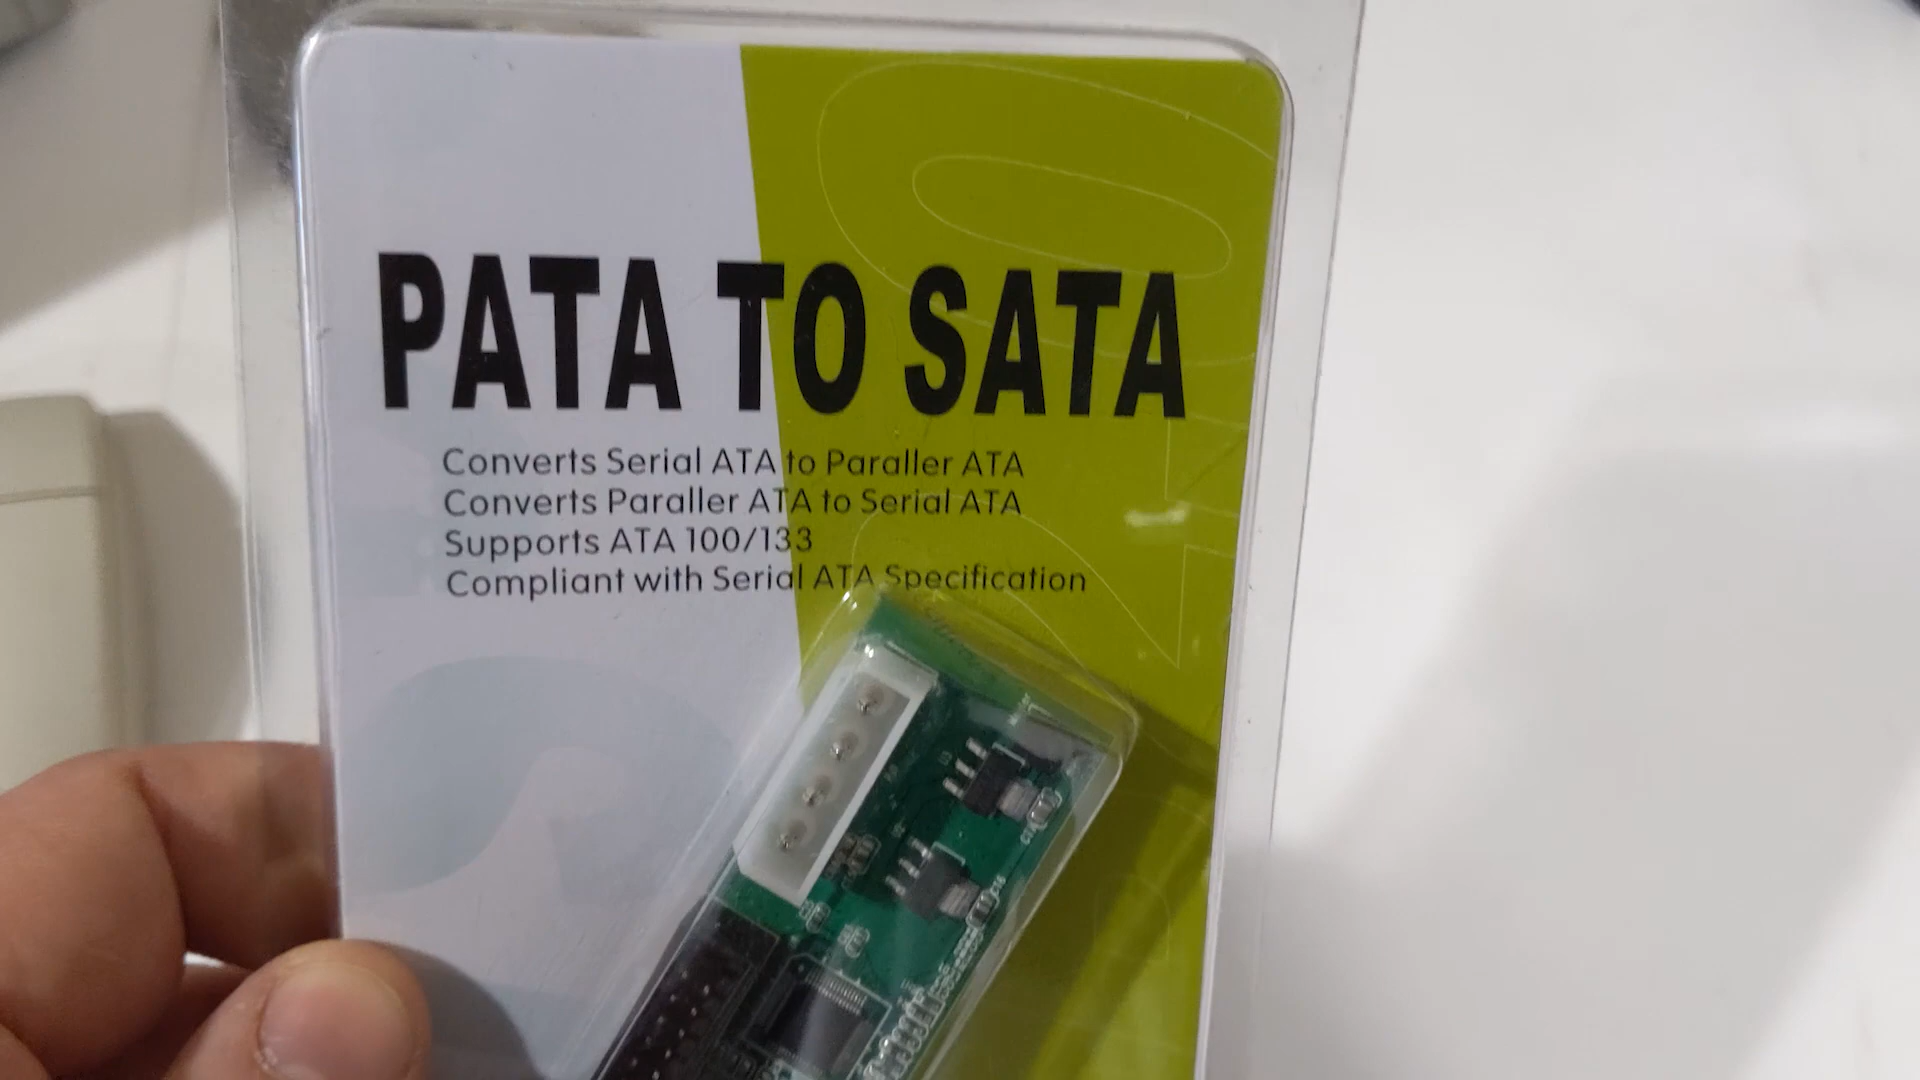 PATA TO SATA
Converts Serial ATA to Paraller ATA
Converts Paraller ATA to Serial ATA
Supports ATA 100/133
Compliant with Serial ATA Specification